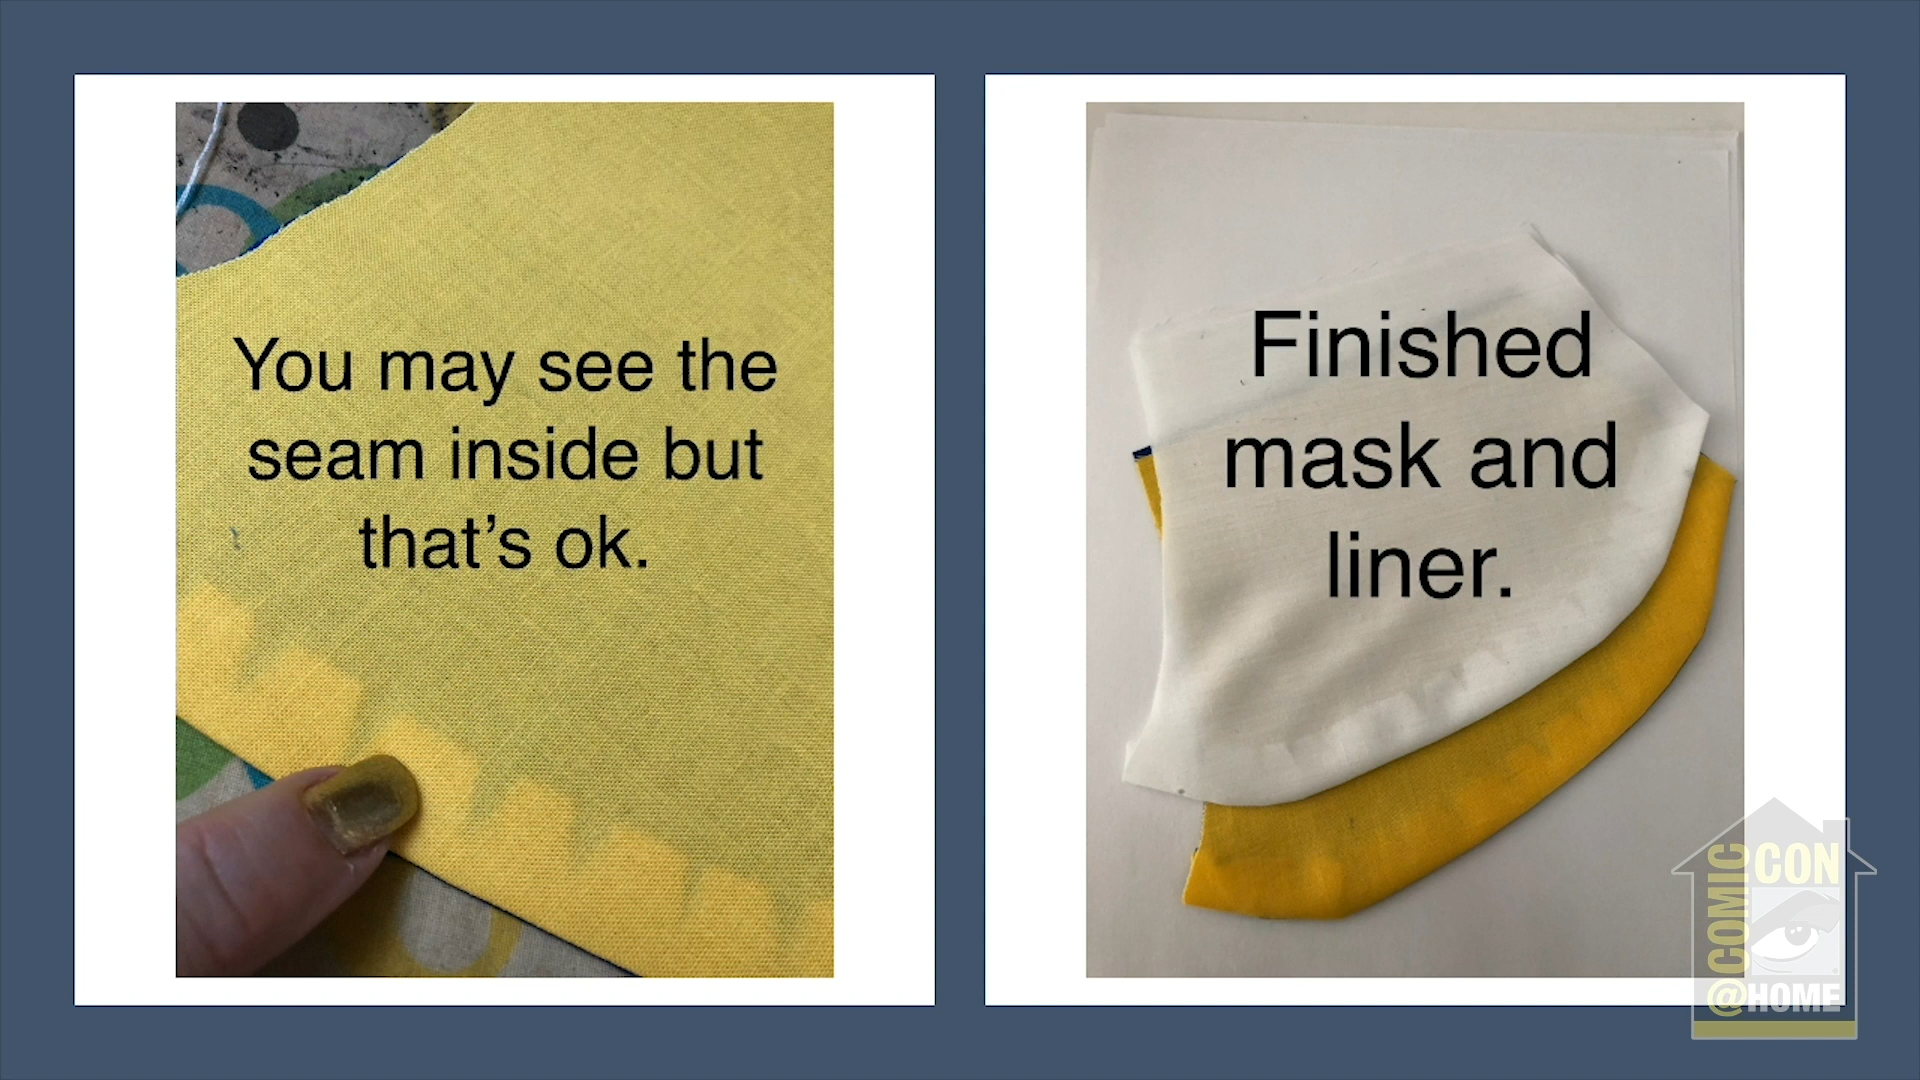 You may see the
seam inside but
that’s ok.
Finished
mask and
liner.
COMIC
CON
@HOME